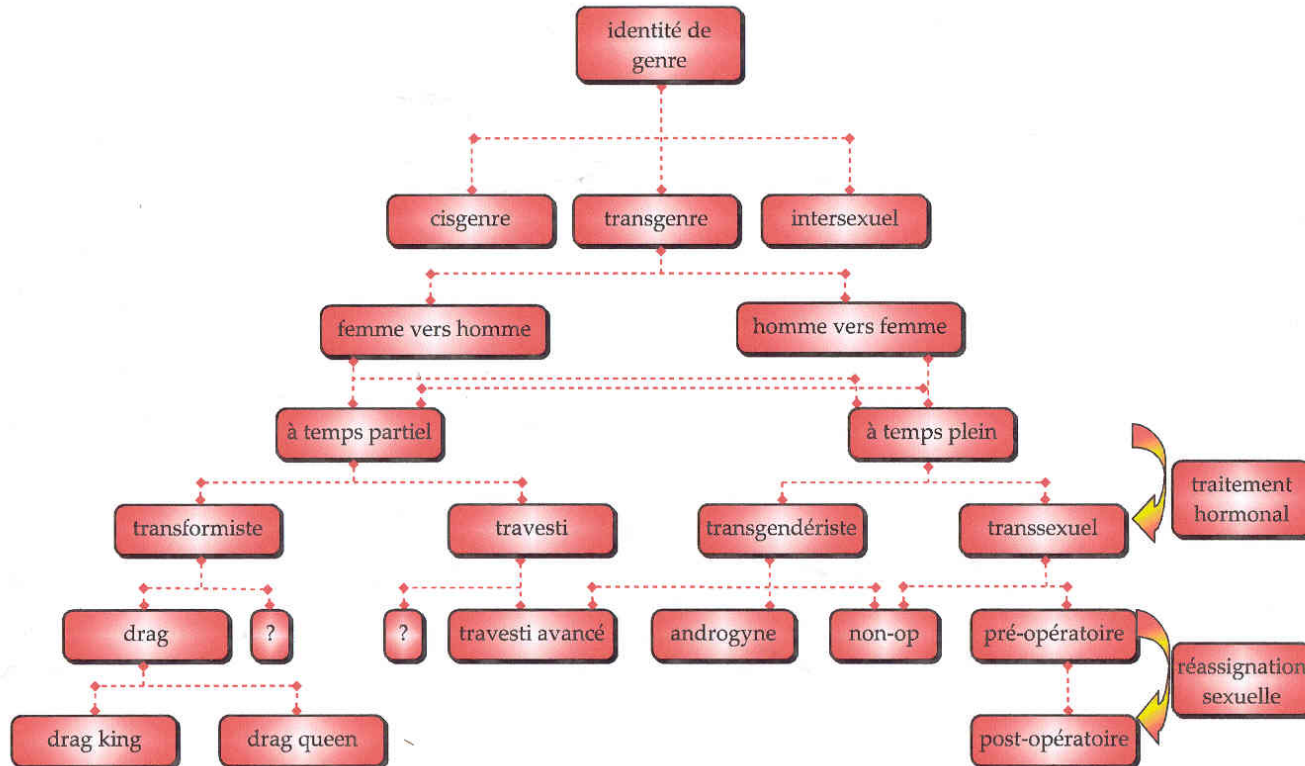 identité de
genre
cisgenre
transgenre
intersexuel
femme vers homme
homme vers femme
à temps partiel
à temps plein
traitement
hormonal
transformiste
travesti
transgendériste
transsexuel
drag
?
?
travesti avancé
androgyne
non-op
pré-opératoire
réassignation
sexuelle
drag king
drag queen
post-opératoire